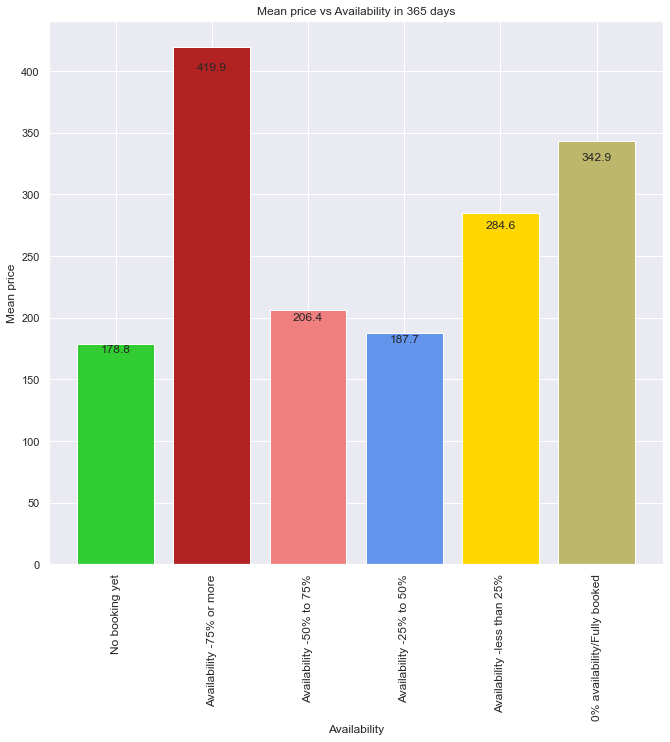 Mean price vs Availability in 365 days
Mean price
400
350
300
250
200
150
100
50
0
178.8
419.9
206.4
187.7
284.6
342.9
No booking yet
Availability -75% or more
Availability -50% to 75%
Availability -25% to 50%
Availability -less than 25%
0% availability/Fully booked
Availability